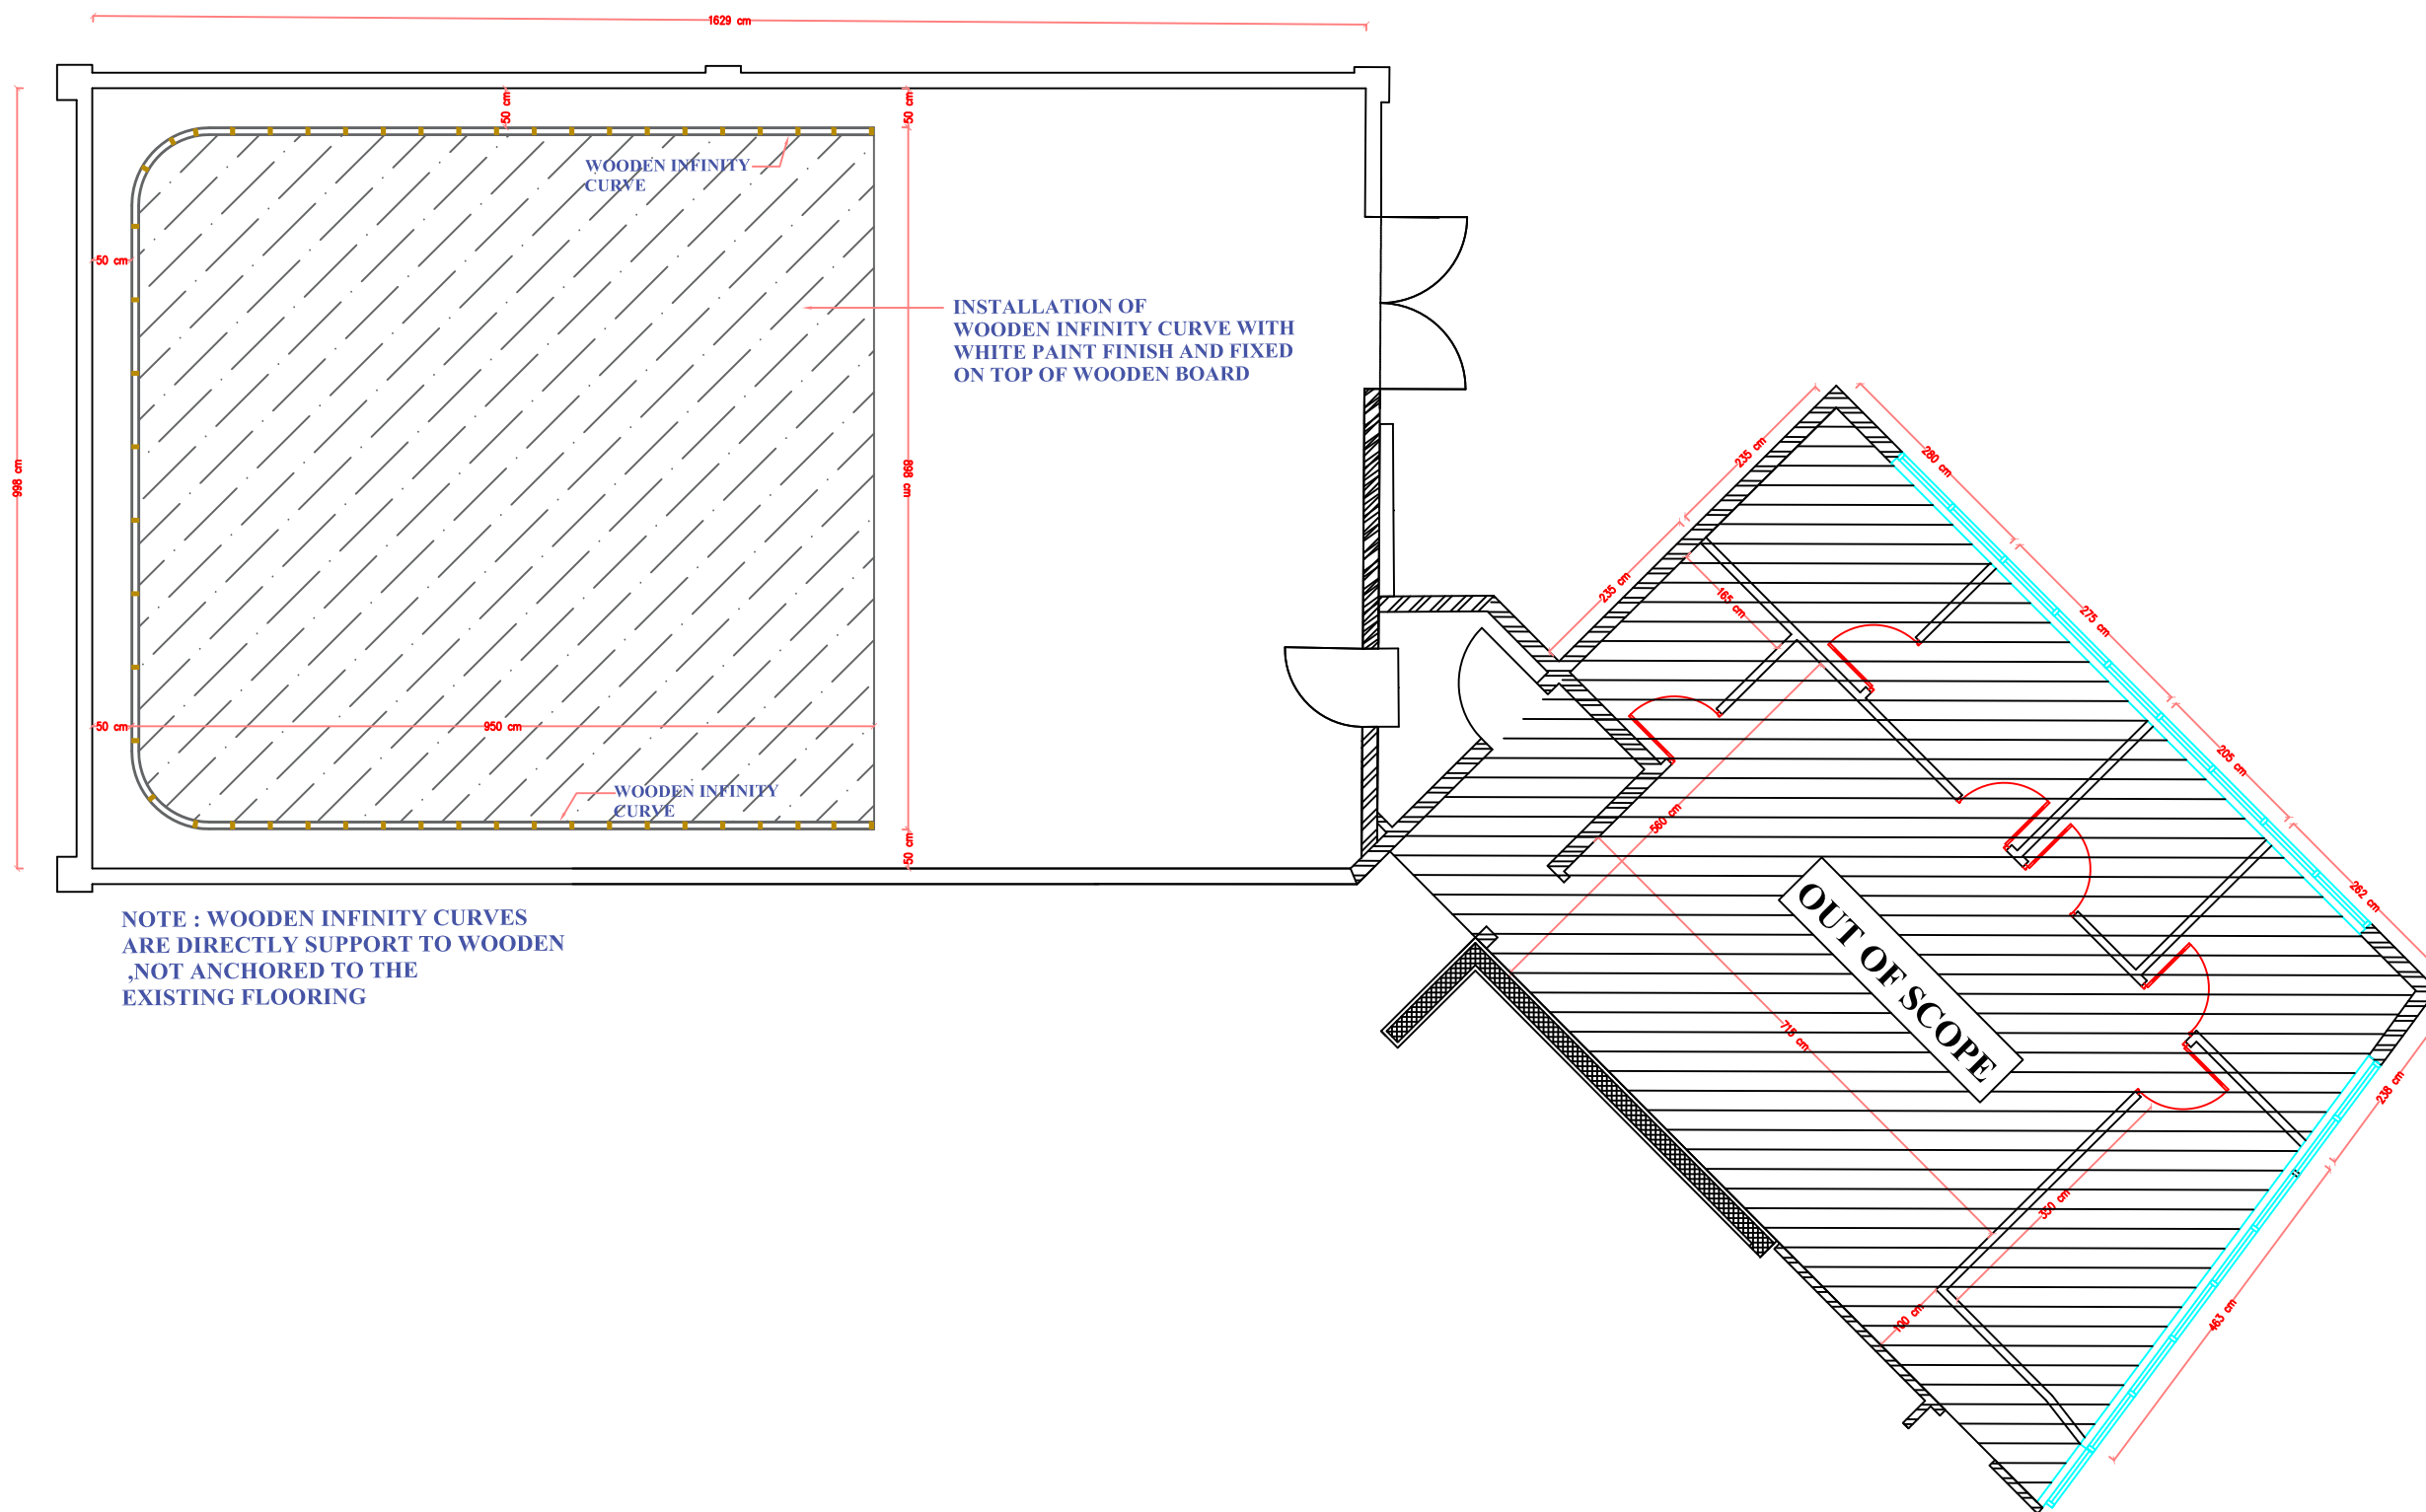 1629 cm
50 cm
50 cm
WOODEN INFINITY
CURVE
50 cm
INSTALLATION OF
WOODEN INFINITY CURVE WITH
WHITE PAINT FINISH AND FIXED
ON TOP OF WOODEN BOARD
998 cm
898 cm
50 cm
950 cm
WOODEN INFINITY
CURVE
50 cm
NOTE : WOODEN INFINITY CURVES
ARE DIRECTLY SUPPORT TO WOODEN
,NOT ANCHORED TO THE
EXISTING FLOORING
235 cm
280 cm
235 cm
165 cm
275 cm
205 cm
560 cm
262 cm
OUT OF SCOPE
715 cm
238 cm
350 cm
100 cm
463 cm